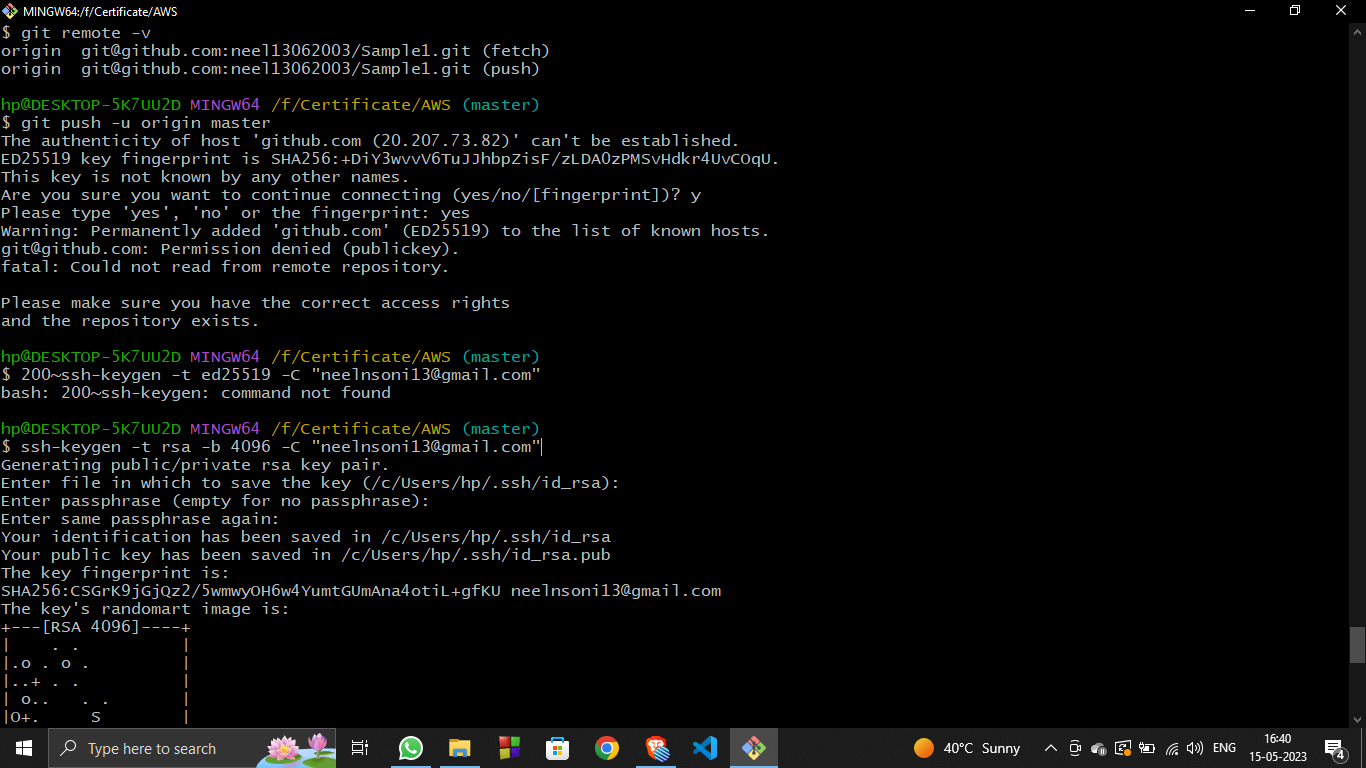 MINGW64:/f/Certificate/AWS
$ git remote -v
origin  git@github.com:neel13062003/Sample1.git (fetch)
origin  git@github.com:neel13062003/Sample1.git (push)
hp@DESKTOP-5K7UU2D MINGW64 /f/Certificate/AWS (master)
$ git push -u origin master
The authenticity of host 'github.com (20.207.73.82)' can't be established.
ED25519 key fingerprint is SHA256:+DiY3wvvV6TuJJhbpZisF/zLDA0zPMSvHdkr4UvCOqU.
This key is not known by any other names.
Are you sure you want to continue connecting (yes/no/[fingerprint])? y
Please type 'yes', 'no' or the fingerprint: yes
Warning: Permanently added 'github.com' (ED25519) to the list of known hosts.
git@github.com: Permission denied (publickey).
fatal: Could not read from remote repository.
Please make sure you have the correct access rights
and the repository exists.
hp@DESKTOP-5K7UU2D MINGW64 /f/Certificate/AWS (master)
$ 200~ssh-keygen -t ed25519 -C "neelnsoni13@gmail.com"
bash: 200~ssh-keygen: command not found
hp@DESKTOP-5K7UU2D MINGW64 /f/Certificate/AWS (master)
$ ssh-keygen -t rsa -b 4096 -C "neelnsoni13@gmail.com"
Generating public/private rsa key pair.
Enter file in which to save the key (/c/Users/hp/.ssh/id_rsa):
Enter passphrase (empty for no passphrase):
Enter same passphrase again:
Your identification has been saved in /c/Users/hp/.ssh/id_rsa
Your public key has been saved in /c/Users/hp/.ssh/id_rsa.pub
The key fingerprint is:
SHA256:CSGrK9jGjQz2/5wmwyOH6w4YumtGUmAna4otiL+gfKU neelnsoni13@gmail.com
The key's randomart image is:
+---[RSA 4096]----+
|     . .         |
|.o . o .         |
|..+ . .          |
| o..   . .       |
|O+.     S        |
Type here to search
40°C Sunny
ENG
16:40
15-05-2023
4